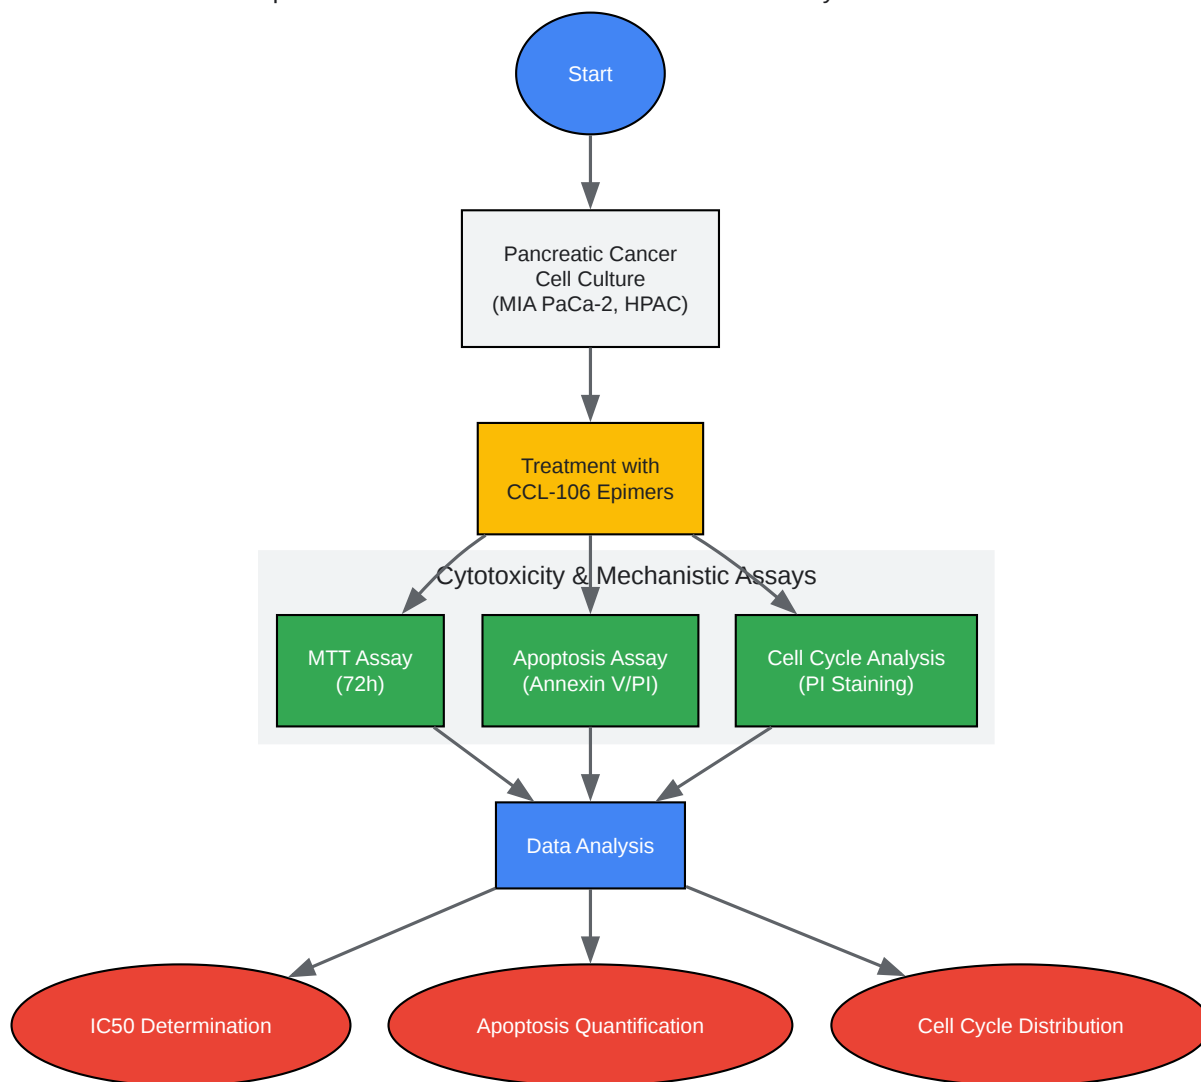 Start
Pancreatic Cancer
Cell Culture
(MIA PaCa-2, HPAC)
Treatment with
CCL-106 Epimers
Cytotoxicity & Mechanistic Assays
MTT Assay
(72h)
Apoptosis Assay
(Annexin V/PI)
Cell Cycle Analysis
(PI Staining)
Data Analysis
IC50 Determination
Apoptosis Quantification
Cell Cycle Distribution